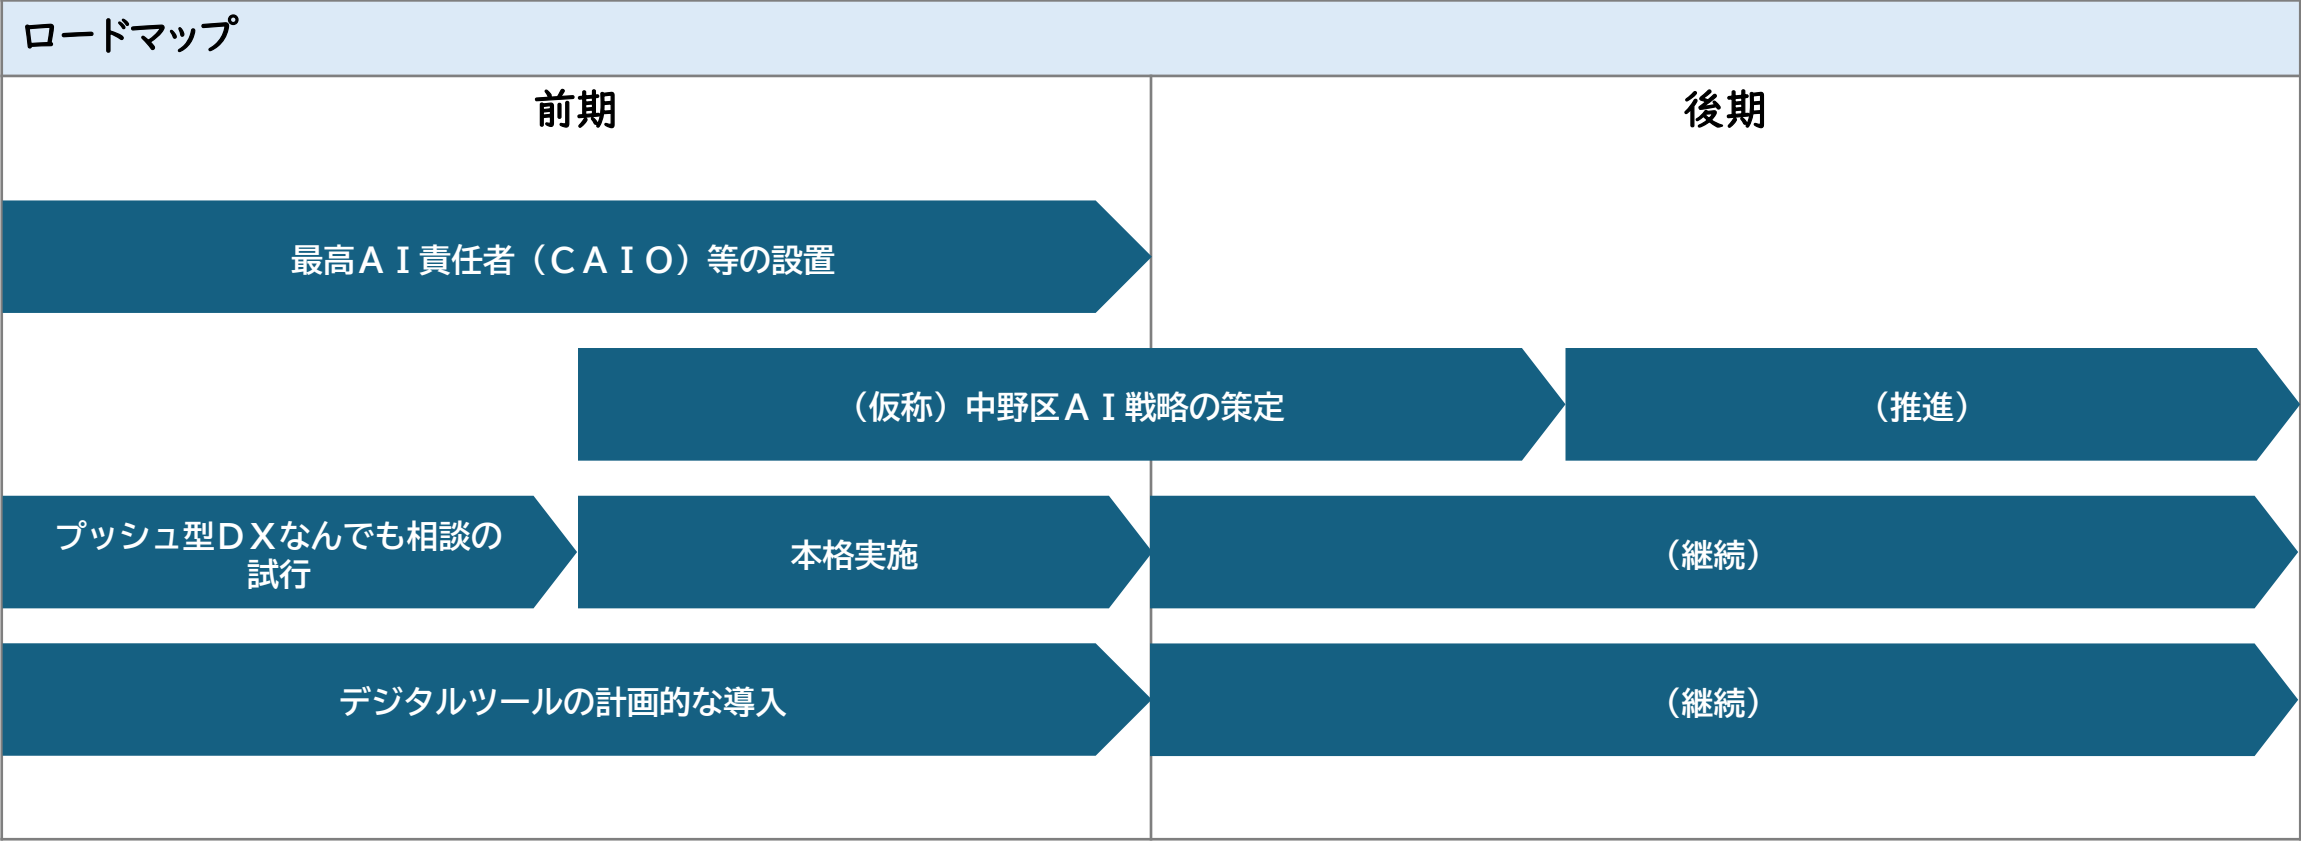 ロードマップ
前期
後期
最高ＡＩ責任者（ＣＡＩＯ）等の設置
（仮称）中野区ＡＩ戦略の策定
（推進）
プッシュ型ＤＸなんでも相談の
試行
本格実施
（継続）
デジタルツールの計画的な導入
（継続）